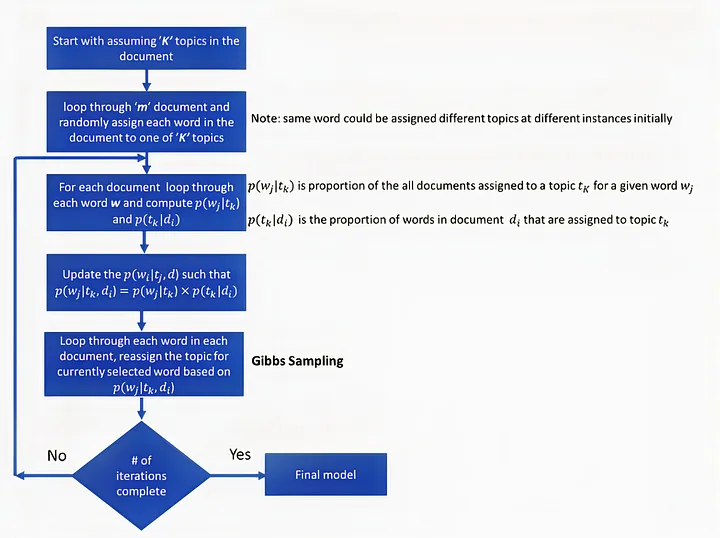 Start with assuming 'K' topics in the
document
loop through 'm' document and
randomly assign each word in the
document to one of 'K' topics
Note: same word could be assigned different topics at different instances initially
For each document loop through
each word w and compute p(w_j|t_k)
and p(t_k|d_i)
p(w_j|t_k) is proportion of the all documents assigned to a topic t_K for a given word w_j
p(t_k|d_i) is the proportion of words in document d_i that are assigned to topic t_k
Update the p(w_i|t_j, d) such that
p(w_j|t_k, d_i) = p(w_j|t_k) × p(t_k|d_i)
Loop through each word in each
document, reassign the topic for
currently selected word based on
p(w_j|t_k, d_i)
Gibbs Sampling
No
# of
iterations
complete
Yes
Final model